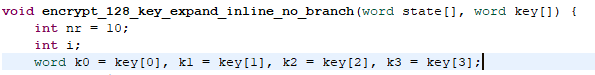 void encrypt_128_key_expand_inline_no_branch(word state[], word key[]) {
    int nr = 10;
    int i;
    word k0 = key[0], k1 = key[1], k2 = key[2], k3 = key[3];